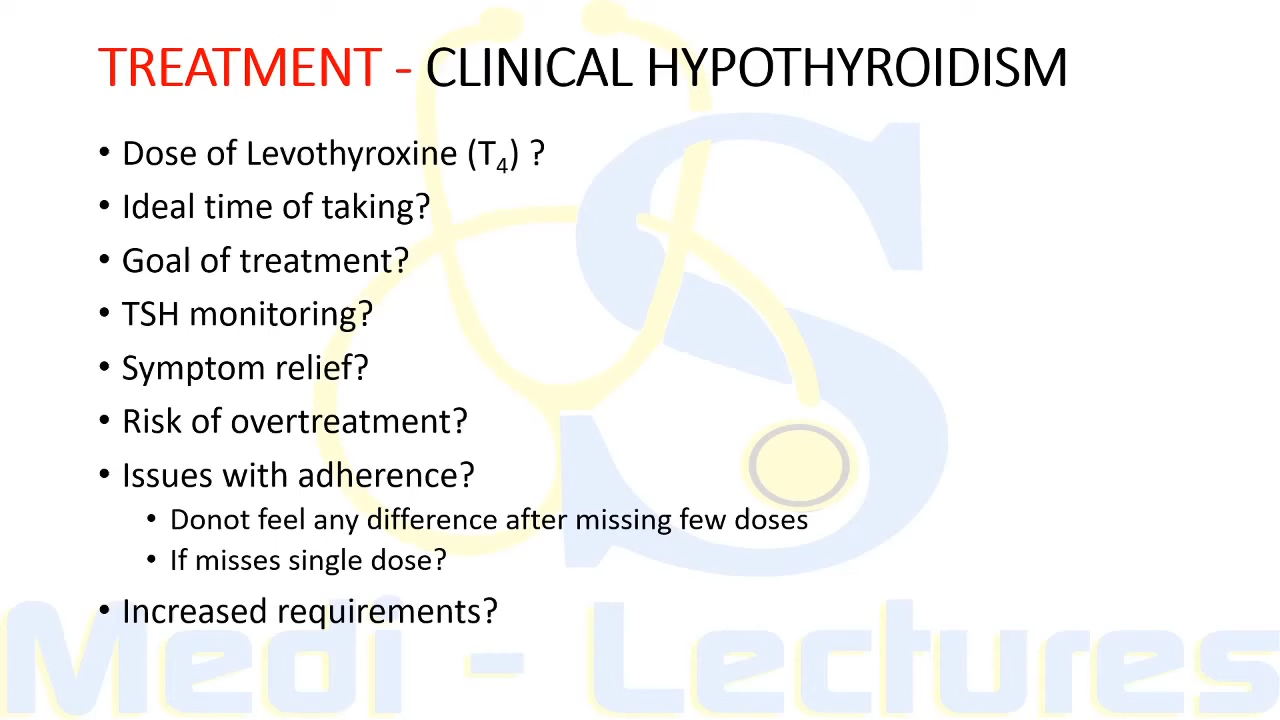 TREATMENT - CLINICAL HYPOTHYROIDISM
• Dose of Levothyroxine (T₄) ?
• Ideal time of taking?
• Goal of treatment?
• TSH monitoring?
• Symptom relief?
• Risk of overtreatment?
• Issues with adherence?
• Donot feel any difference after missing few doses
• If misses single dose?
• Increased requirements?
S
Medi - Lectures